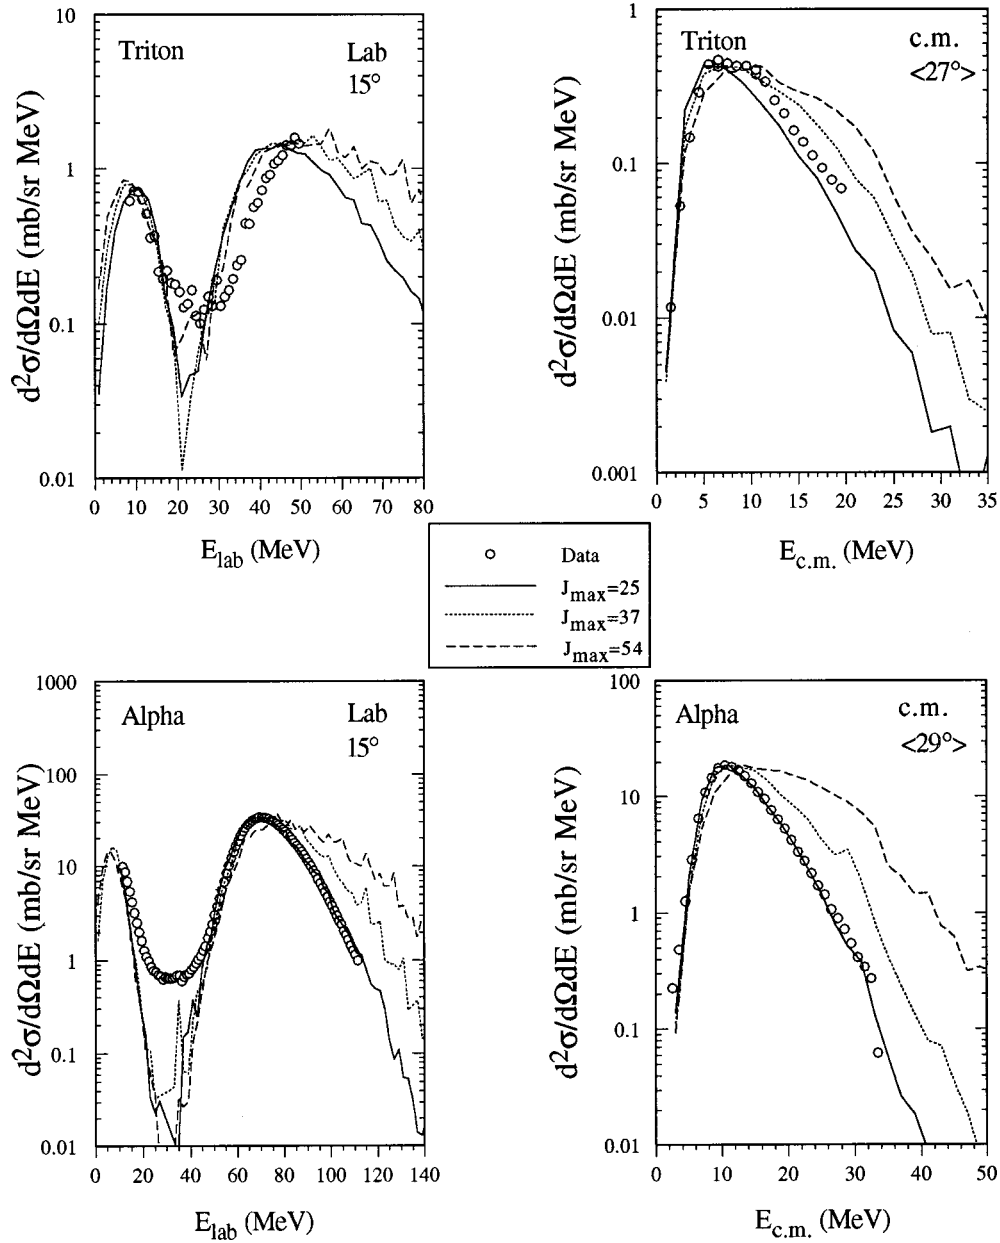 10
1
0.1
0.01
d²σ/dΩdE (mb/sr MeV)
Triton
Lab
15°
0 10 20 30 40 50 60 70 80
E_lab (MeV)
1
0.1
0.01
0.001
d²σ/dΩdE (mb/sr MeV)
Triton
c.m.
<27°>
0 5 10 15 20 25 30 35
E_c.m. (MeV)
Data
J_max=25
J_max=37
J_max=54
1000
100
10
1
0.1
0.01
d²σ/dΩdE (mb/sr MeV)
Alpha
Lab
15°
0 20 40 60 80 100 120 140
E_lab (MeV)
100
10
1
0.1
0.01
d²σ/dΩdE (mb/sr MeV)
Alpha
c.m.
<29°>
0 10 20 30 40 50
E_c.m. (MeV)